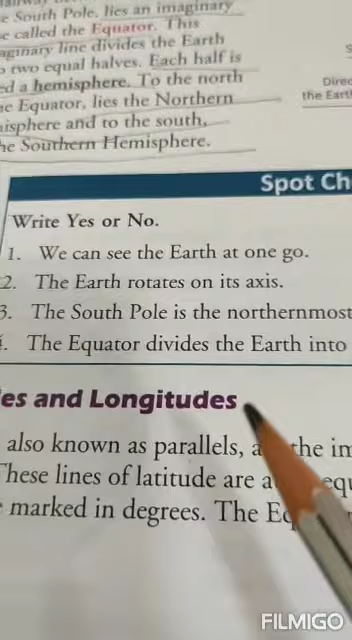 South Pole, lies an imaginary
called the Equator. This
aginary line divides the Earth
two equal halves. Each half is
ed a hemisphere. To the north
Equator, lies the Northern
isphere and to the south,
he Southern Hemisphere.
Direc
the Eart
Spot Ch
Write Yes or No.
1. We can see the Earth at one go.
2. The Earth rotates on its axis.
3. The South Pole is the northernmost
. The Equator divides the Earth into
es and Longitudes
also known as parallels, a the im
These lines of latitude are a equ
marked in degrees. The Eq
FILMIGO